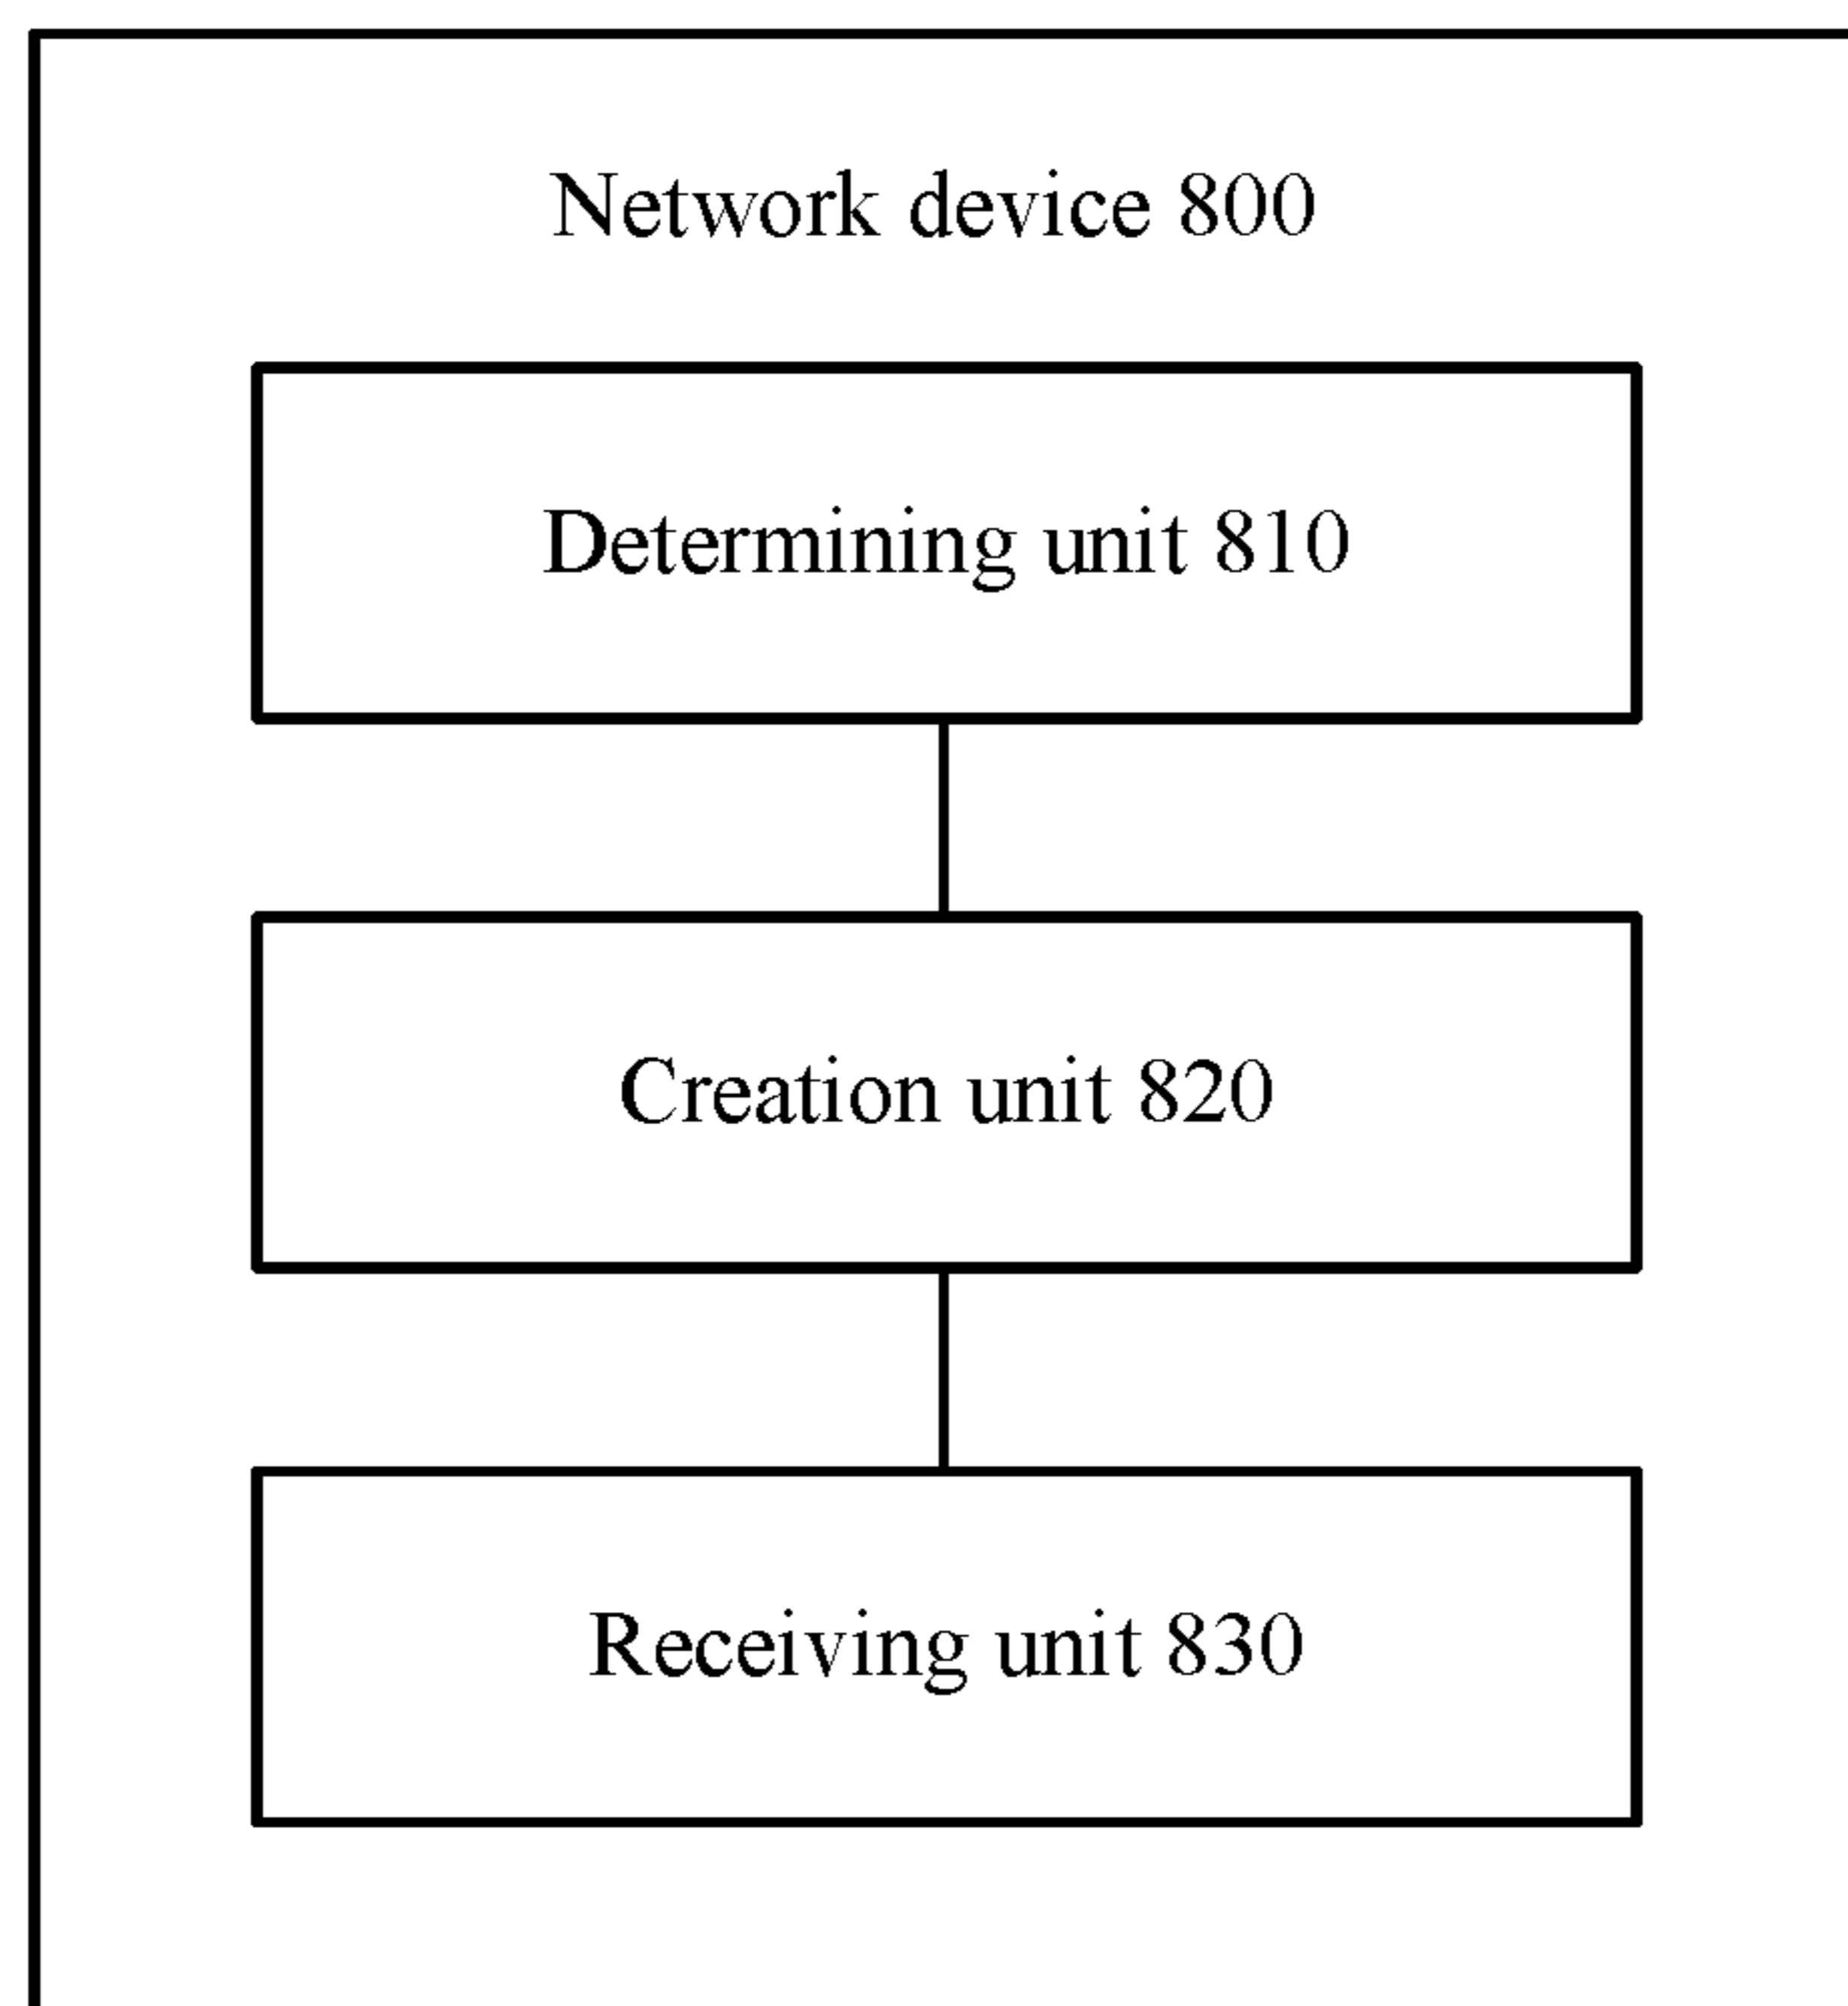 Network device 800
Determining unit 810
Creation unit 820
Receiving unit 830